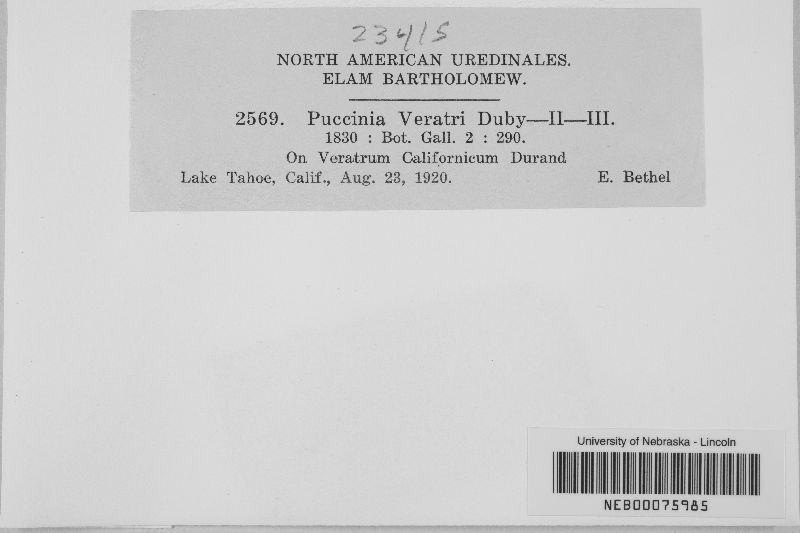 23415
NORTH AMERICAN UREDINALES.
ELAM BARTHOLOMEW.
2569. Puccinia Veratri Duby—II—III.
1830 : Bot. Gall. 2 : 290.
On Veratrum Californicum Durand
Lake Tahoe, Calif., Aug. 23, 1920. E. Bethel
University of Nebraska - Lincoln
NEB00075985